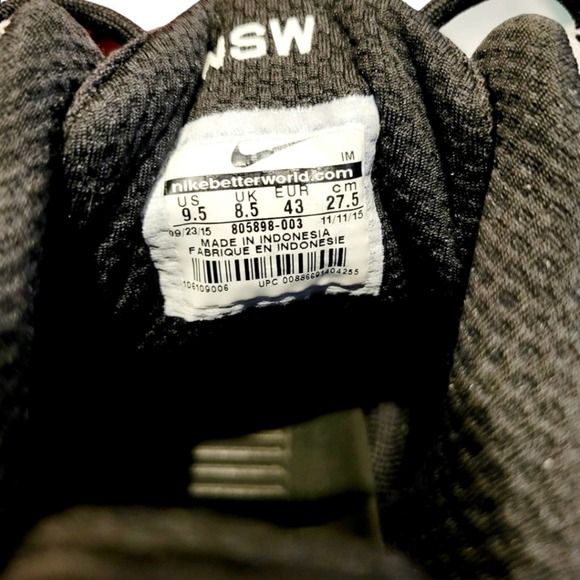 NSW
IM
nikebetterworld.com
US UK EUR cm
9.5 8.5 43 27.5
09/23/15 805898-003 11/11/15
MADE IN INDONESIA
FABRIQUE EN INDONESIE
106109006 UPC 00886691404255